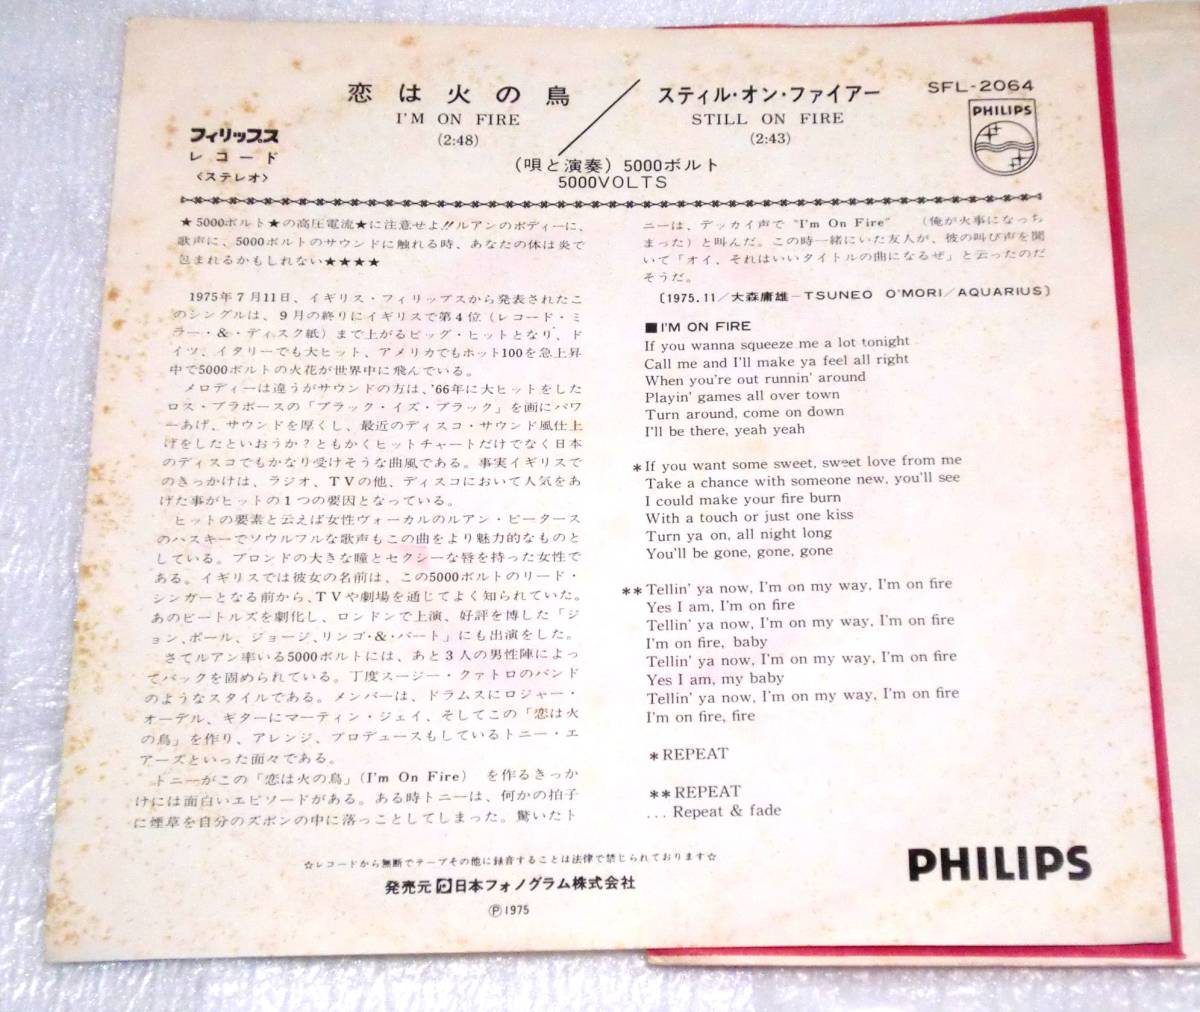 恋は火の鳥
I'M ON FIRE
(2:48)
スティル・オン・ファイアー
STILL ON FIRE
(2:43)
SFL-2064
PHILIPS
フィリップス
レコード
〈ステレオ〉
(唄と演奏) 5000ボルト
5000VOLTS
★5000ボルト★の高圧電流★に注意せよ!!ルアンのボディーに、
歌声に、5000ボルトのサウンドに触れる時、あなたの体は炎で
包まれるかもしれない★★★★
1975年7月11日、イギリス・フィリップスから発表されたこ
のシングルは、9月の終りにイギリスで第4位(レコード・ミ
ラー・&・ディスク紙)まで上がるビッグ・ヒットとなり、ド
イツ、イタリーでも大ヒット、アメリカでもホット100を急上昇
中で5000ボルトの火花が世界中に飛んでいる。
メロディーは違うがサウンドの方は、'66年に大ヒットをした
ロス・ブラボースの「ブラック・イズ・ブラック」を画にパワ
ーあげ、サウンドを厚くし、最近のディスコ・サウンド風仕上
げをしたといおうか?ともかくヒットチャートだけでなく日本
のディスコでもかなり受けそうな曲風である。事実イギリスで
のきっかけは、ラジオ、TVの他、ディスコにおいて人気をあ
げた事がヒットの1つの要因となっている。
ヒットの要素と云えば女性ヴォーカルのルアン・ピータース
のハスキーでソウルフルな歌声もこの曲をより魅力的なものと
している。ブロンドの大きな瞳とセクシーな唇を持った女性で
ある。イギリスでは彼女の名前は、この5000ボルトのリード・
シンガーとなる前から、TVや劇場を通じてよく知られていた。
あのビートルズを劇化し、ロンドンで上演、好評を博した「ジ
ョン、ポール、ジョージ、リンゴ・&・バート」にも出演をした。
さてルアン率いる5000ボルトには、あと3人の男性陣によっ
てバックを固められている。丁度スージー・クァトロのバンド
のようなスタイルである。メンバーは、ドラムスにロジャー・
オーデル、ギターにマーティン・ジェイ、そしてこの「恋は火
の鳥」を作り、アレンジ、プロデュースもしているトニー・エ
アーズといった面々である。
トニーがこの「恋は火の鳥」(I'm On Fire) を作るきっか
けには面白いエピソードがある。ある時トニーは、何かの拍子
に煙草を自分のズボンの中に落っことしてしまった。驚いたト
ニーは、デッカイ声で "I'm On Fire" (俺が火事になっち
まった)と叫んだ。この時一緒にいた友人が、彼の叫び声を聞
いて「オイ、それはいいタイトルの曲になるぜ」と云ったのだ
そうだ。
〔1975.11/大森庸雄-TSUNEO O'MORI/AQUARIUS〕
■I'M ON FIRE
If you wanna squeeze me a lot tonight
Call me and I'll make ya feel all right
When you're out runnin' around
Playin' games all over town
Turn around, come on down
I'll be there, yeah yeah
*If you want some sweet, sweet love from me
Take a chance with someone new, you'll see
I could make your fire burn
With a touch or just one kiss
Turn ya on, all night long
You'll be gone, gone, gone
**Tellin' ya now, I'm on my way, I'm on fire
Yes I am, I'm on fire
Tellin' ya now, I'm on my way, I'm on fire
I'm on fire, baby
Tellin' ya now, I'm on my way, I'm on fire
Yes I am, my baby
Tellin' ya now, I'm on my way, I'm on fire
I'm on fire, fire
*REPEAT
**REPEAT
... Repeat & fade
☆レコードから無断でテープその他に録音することは法律で禁じられております☆
発売元 日本フォノグラム株式会社
Ⓟ1975
PHILIPS